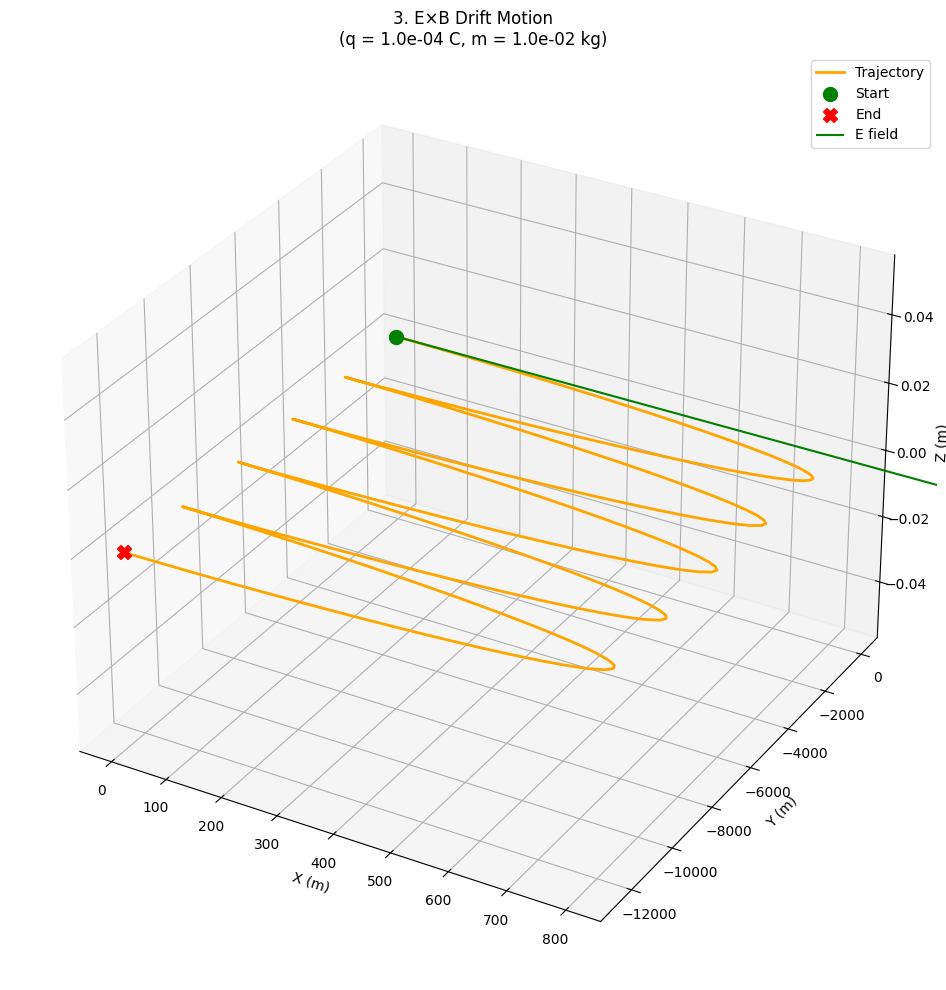 3. E×B Drift Motion
(q = 1.0e-04 C, m = 1.0e-02 kg)
Trajectory
Start
End
E field
0.04
0.02
0.00
−0.02
−0.04
Z (m)
0
−2000
−4000
−6000
−8000
−10000
−12000
Y (m)
0
100
200
300
400
500
600
700
800
X (m)